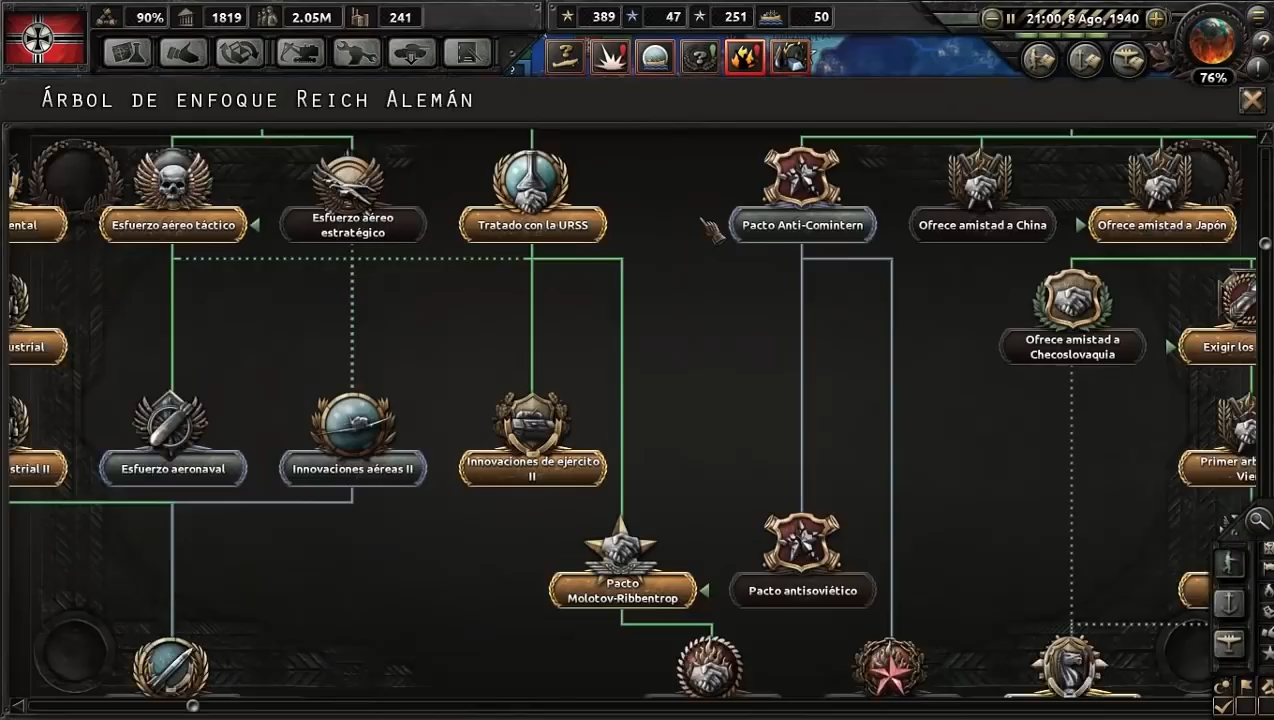 90%
1819
2.05M
241
389
47
251
50
21:00, 8 Ago, 1940
76%
Árbol de enfoque Reich Alemán
ental
Esfuerzo aéreo táctico
Esfuerzo aéreo
estratégico
Tratado con la URSS
Pacto Anti-Comintern
Ofrece amistad a China
Ofrece amistad a Japón
ustrial
Ofrece amistad a
Checoslovaquia
Exigir los
strial II
Esfuerzo aeronaval
Innovaciones aéreas II
Innovaciones de ejército
II
Primer arb
Vie
Pacto
Molotov-Ribbentrop
Pacto antisoviético